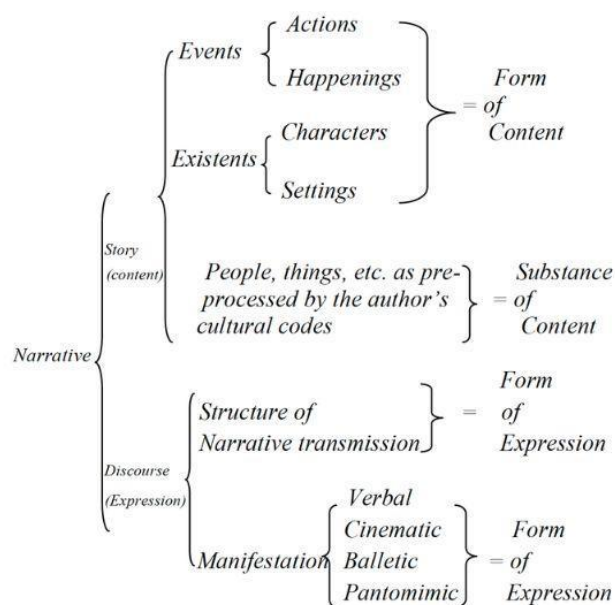 Narrative
Story
(content)
Events
Actions
Happenings
Existents
Characters
Settings
= Form
of
Content
People, things, etc. as pre-
processed by the author's
cultural codes
Substance
= of
Content
Discourse
(Expression)
Structure of
Narrative transmission
Form
= of
Expression
Manifestation
Verbal
Cinematic
Balletic
Pantomimic
Form
= of
Expression